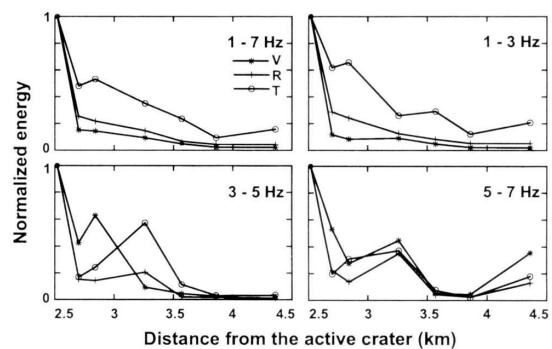 1
1 - 7 Hz
V
R
T
0
1 - 3 Hz
Normalized energy
1
3 - 5 Hz
0
2.5 3 3.5 4 4.5
5 - 7 Hz
2.5 3 3.5 4 4.5
Distance from the active crater (km)